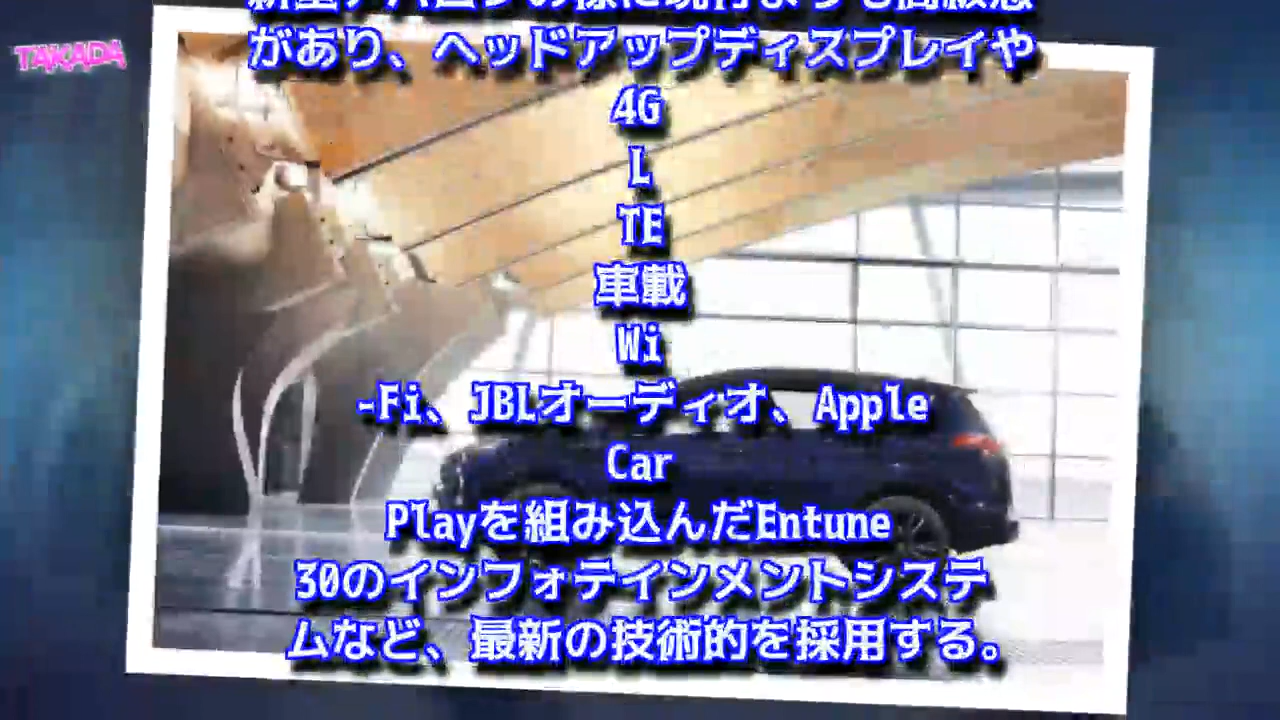 TAKADA
があり、ヘッドアップディスプレイや
4G
L
TE
車載
Wi
-Fi、JBLオーディオ、Apple
Car
Playを組み込んだEntune
30のインフォテインメントシステ
ムなど、最新の技術的を採用する。